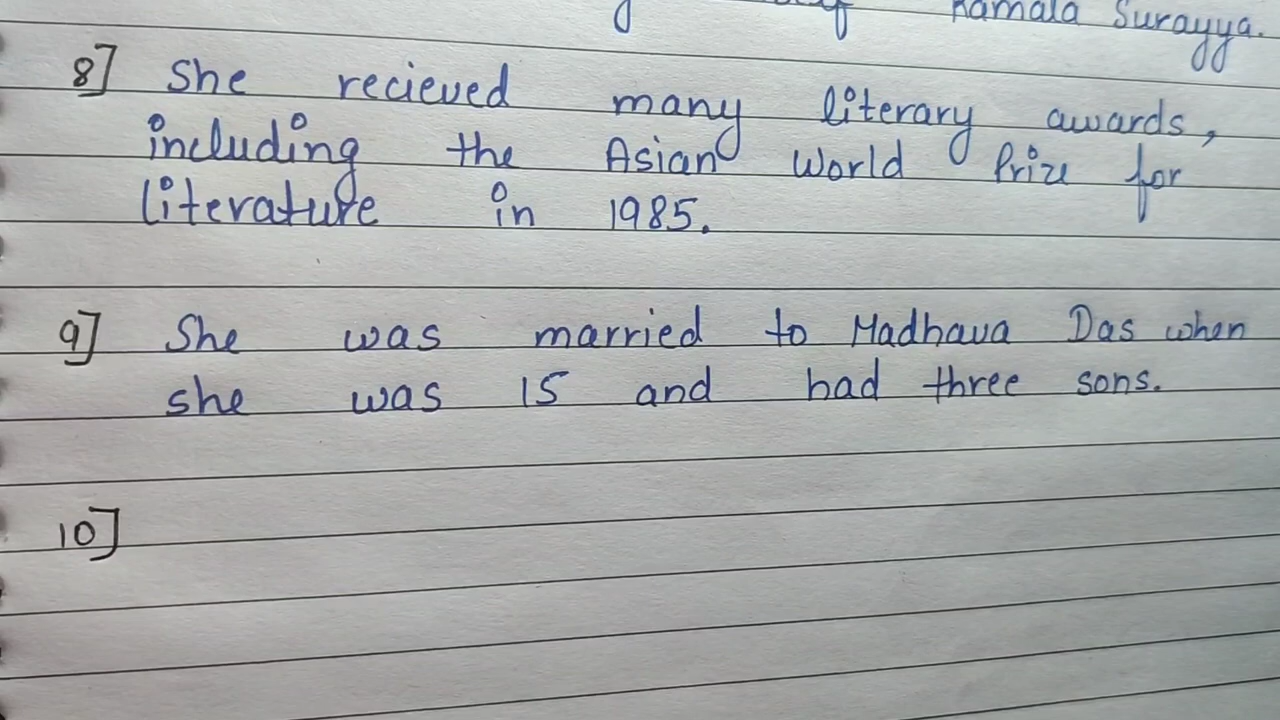 Kamala Surayya.
8] She recieved many literary awards,
including the Asian World Prize for
literature in 1985.
9] She was married to Madhava Das when
she was 15 and had three sons.
10]